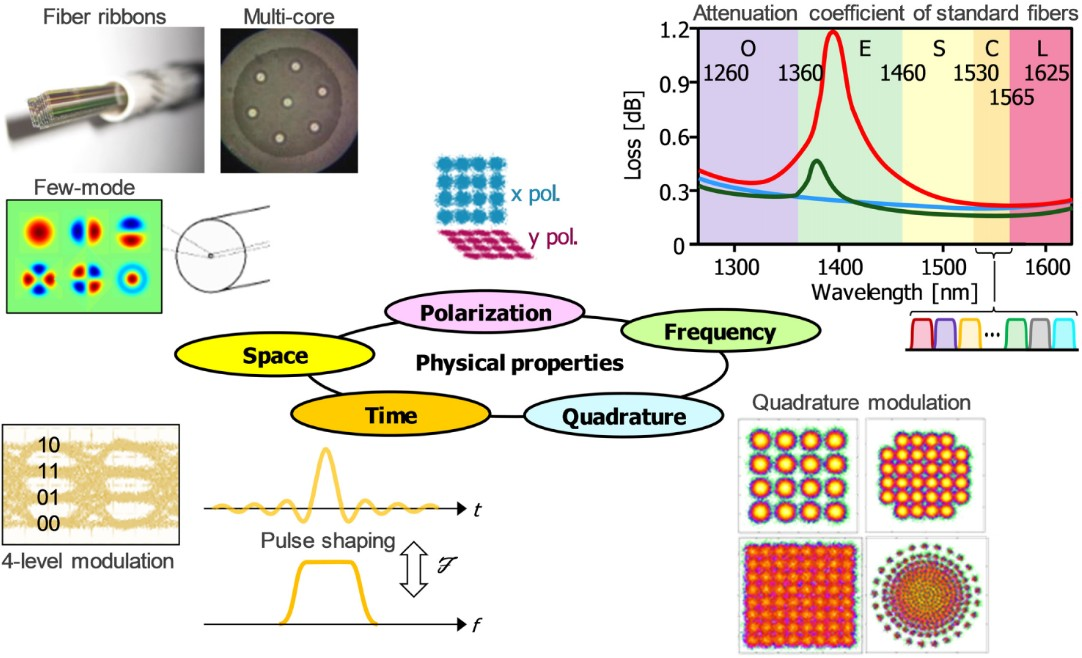 Fiber ribbons
Multi-core
Few-mode
x pol.
y pol.
Attenuation coefficient of standard fibers
Loss [dB]
1.2
0.9
0.6
0.3
0
O E S C L
1260 1360 1460 1530 1625
1565
1300 1400 1500 1600
Wavelength [nm]
...
Polarization
Frequency
Space
Physical properties
Time
Quadrature
10
11
01
00
4-level modulation
t
Pulse shaping
ℱ
f
Quadrature modulation